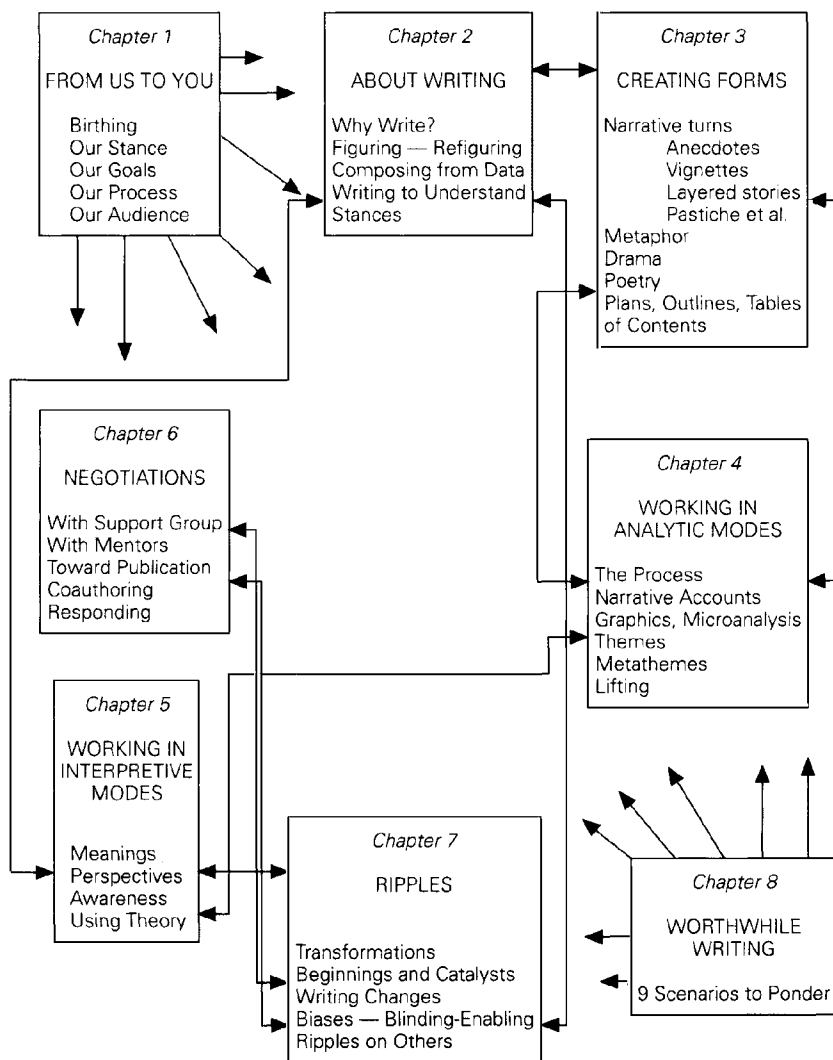 Chapter 1
FROM US TO YOU
Birthing
Our Stance
Our Goals
Our Process
Our Audience
Chapter 2
ABOUT WRITING
Why Write?
Figuring — Refiguring
Composing from Data
Writing to Understand
Stances
Chapter 3
CREATING FORMS
Narrative turns
Anecdotes
Vignettes
Layered stories
Pastiche et al.
Metaphor
Drama
Poetry
Plans, Outlines, Tables
of Contents
Chapter 6
NEGOTIATIONS
With Support Group
With Mentors
Toward Publication
Coauthoring
Responding
Chapter 4
WORKING IN
ANALYTIC MODES
The Process
Narrative Accounts
Graphics, Microanalysis
Themes
Metathemes
Lifting
Chapter 5
WORKING IN
INTERPRETIVE
MODES
Meanings
Perspectives
Awareness
Using Theory
Chapter 7
RIPPLES
Transformations
Beginnings and Catalysts
Writing Changes
Biases — Blinding-Enabling
Ripples on Others
Chapter 8
WORTHWHILE
WRITING
9 Scenarios to Ponder